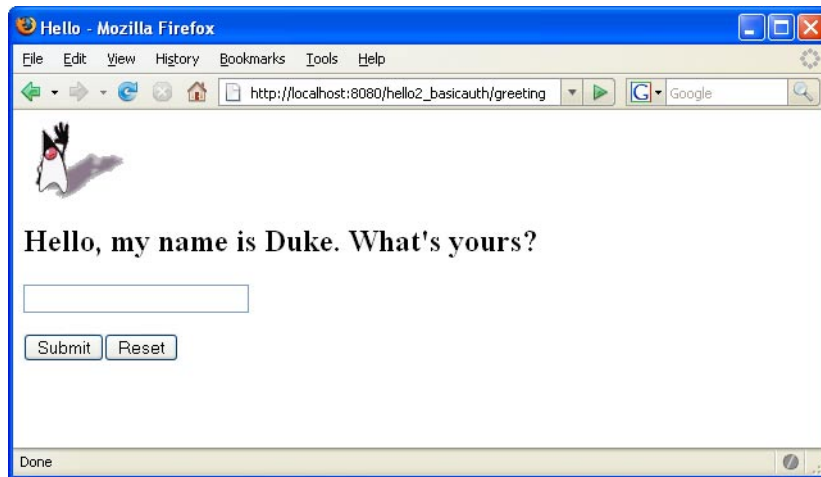 Hello - Mozilla Firefox
File Edit View History Bookmarks Tools Help
http://localhost:8080/hello2_basicauth/greeting G Google
Hello, my name is Duke. What's yours?
Submit Reset
Done